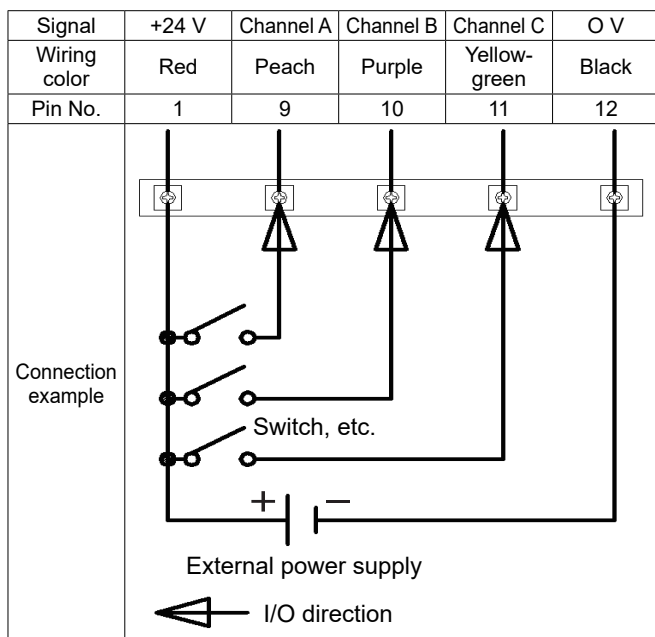 Signal +24 V Channel A Channel B Channel C O V
Wiring color Red Peach Purple Yellow-green Black
Pin No. 1 9 10 11 12
Connection example
Switch, etc.
+ −
External power supply
I/O direction